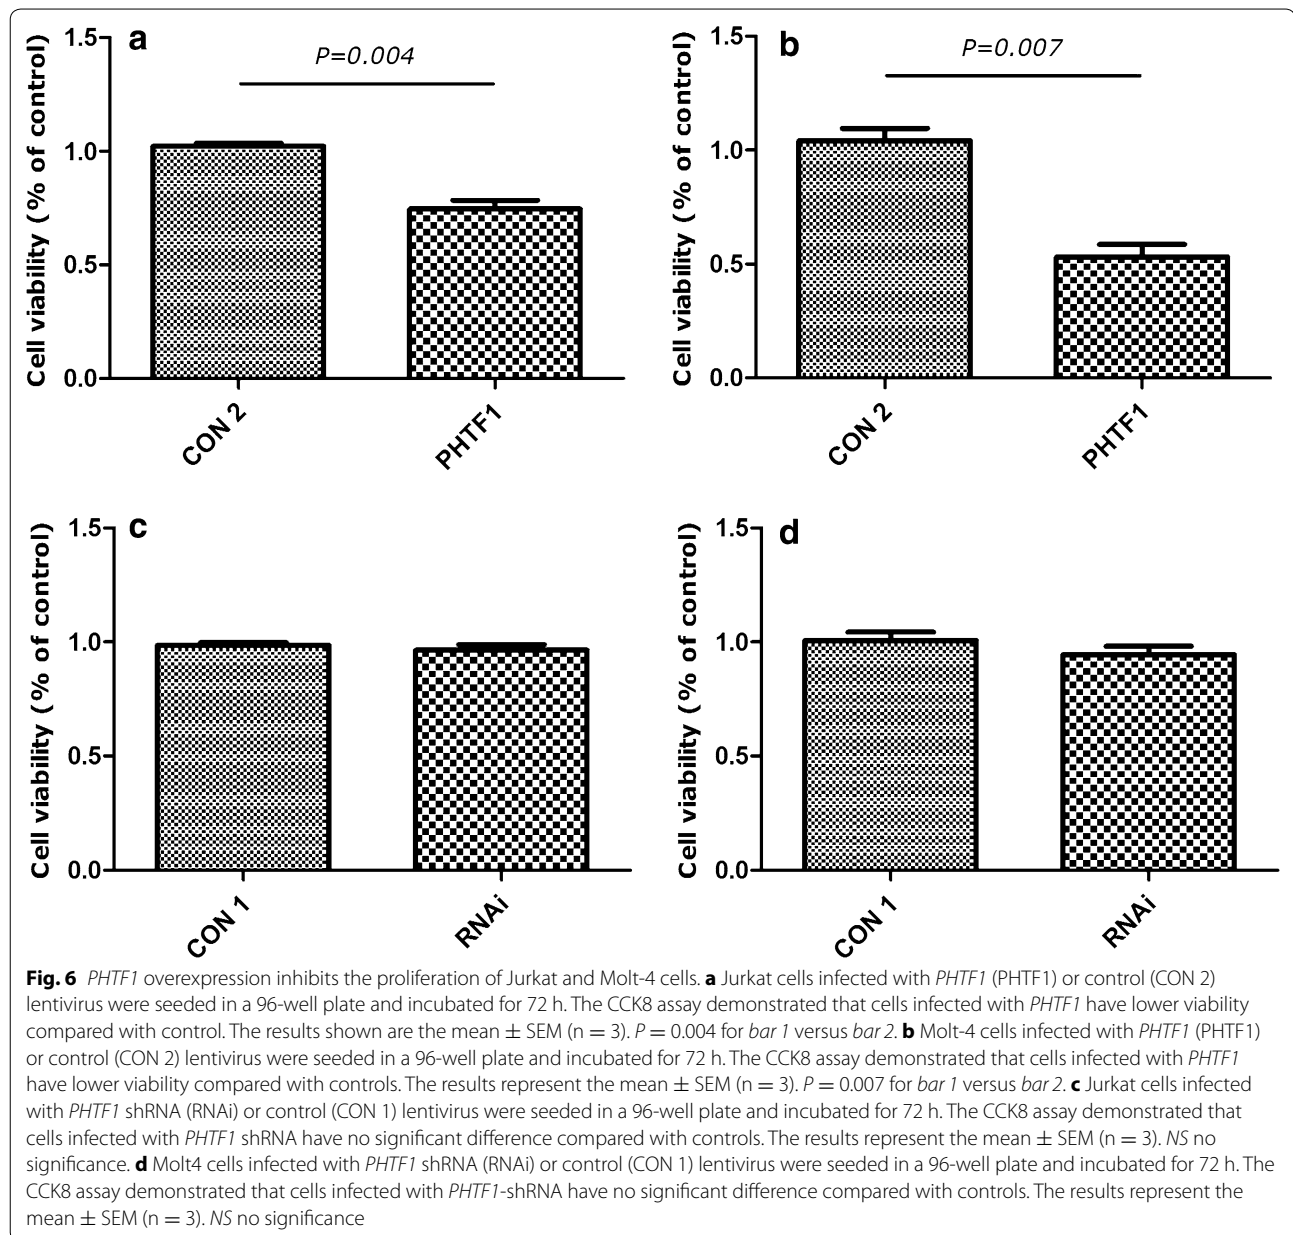 a
P=0.004
Cell viability (% of control)
1.5
1.0
0.5
0.0
CON 2
PHTF1
b
P=0.007
Cell viability (% of control)
1.5
1.0
0.5
0.0
CON 2
PHTF1
c
Cell viability (% of control)
1.5
1.0
0.5
0.0
CON 1
RNAi
d
Cell viability (% of control)
1.5
1.0
0.5
0.0
CON 1
RNAi
Fig. 6 PHTF1 overexpression inhibits the proliferation of Jurkat and Molt-4 cells. a Jurkat cells infected with PHTF1 (PHTF1) or control (CON 2)
lentivirus were seeded in a 96-well plate and incubated for 72 h. The CCK8 assay demonstrated that cells infected with PHTF1 have lower viability
compared with control. The results shown are the mean ± SEM (n = 3). P = 0.004 for bar 1 versus bar 2. b Molt-4 cells infected with PHTF1 (PHTF1)
or control (CON 2) lentivirus were seeded in a 96-well plate and incubated for 72 h. The CCK8 assay demonstrated that cells infected with PHTF1
have lower viability compared with controls. The results represent the mean ± SEM (n = 3). P = 0.007 for bar 1 versus bar 2. c Jurkat cells infected
with PHTF1 shRNA (RNAi) or control (CON 1) lentivirus were seeded in a 96-well plate and incubated for 72 h. The CCK8 assay demonstrated that
cells infected with PHTF1 shRNA have no significant difference compared with controls. The results represent the mean ± SEM (n = 3). NS no
significance. d Molt4 cells infected with PHTF1 shRNA (RNAi) or control (CON 1) lentivirus were seeded in a 96-well plate and incubated for 72 h. The
CCK8 assay demonstrated that cells infected with PHTF1-shRNA have no significant difference compared with controls. The results represent the
mean ± SEM (n = 3). NS no significance